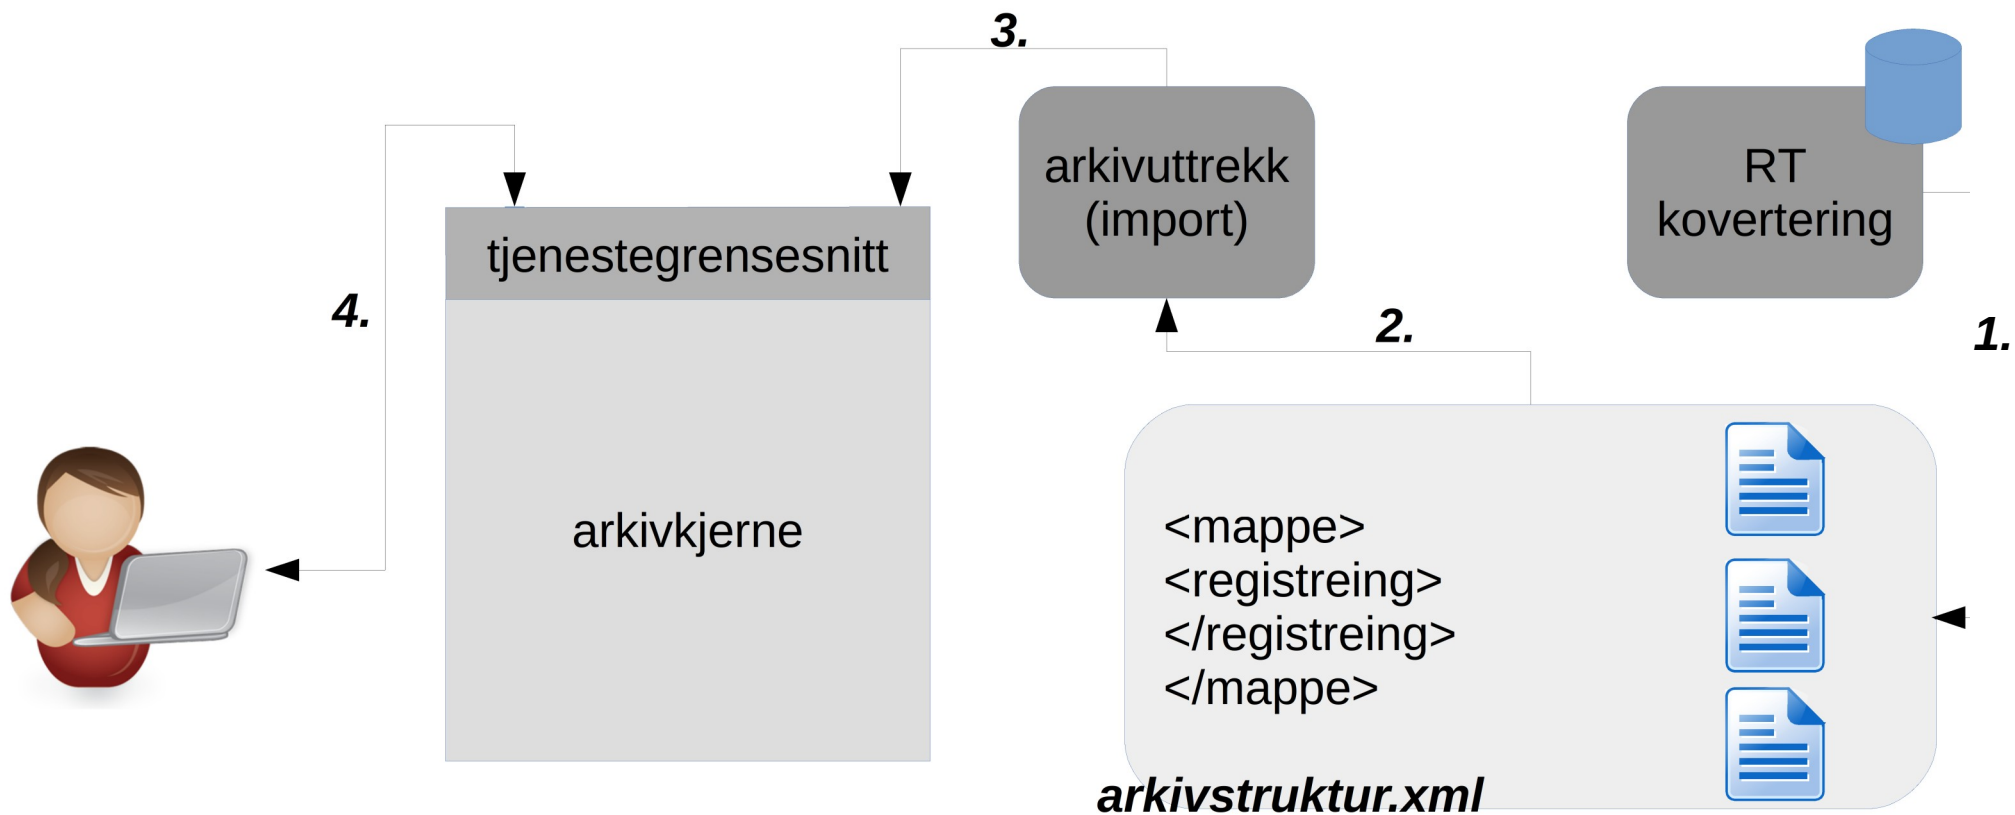 3.
arkivuttrekk
(import)
RT
kovertering
tjenestegrensesnitt
4.
2.
1.
arkivkjerne
<mappe>
<registreing>
</registreing>
</mappe>
arkivstruktur.xml